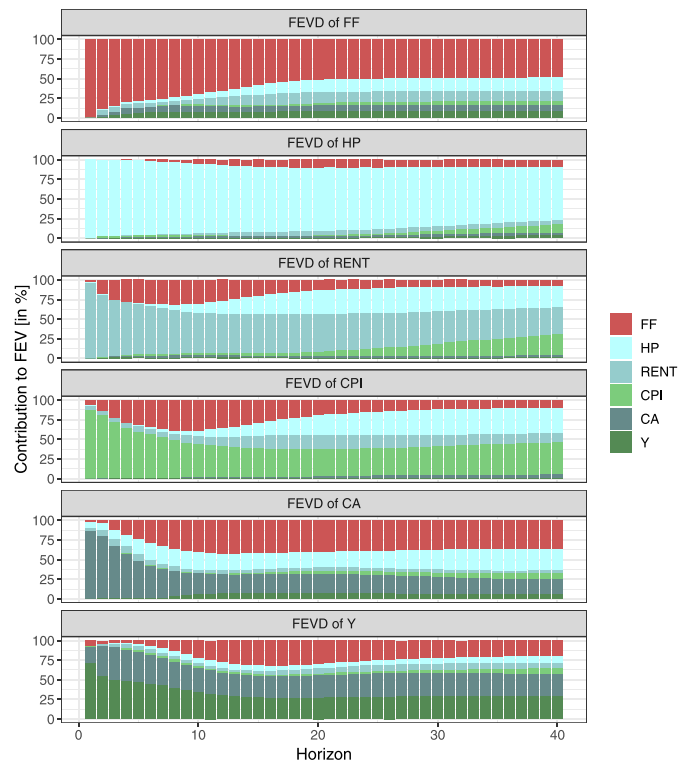 FEVD of FF
100
75
50
25
0
FEVD of HP
100
75
50
25
0
FEVD of RENT
100
75
50
25
0
FEVD of CPI
100
75
50
25
0
FEVD of CA
100
75
50
25
0
FEVD of Y
100
75
50
25
0
0 10 20 30 40
Horizon
Contribution to FEV [in %]
FF
HP
RENT
CPI
CA
Y